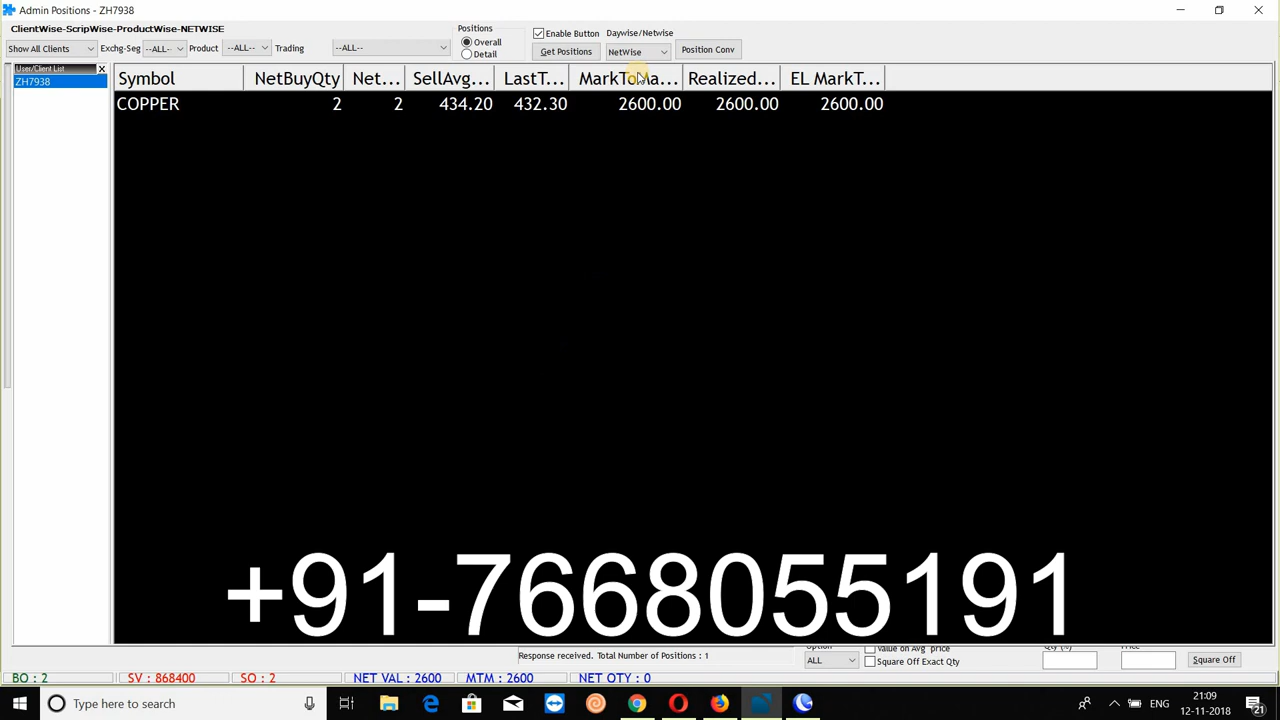 Admin Positions - ZH7938
ClientWise-ScripWise-ProductWise-NETWISE
Positions
Enable Button Daywise/Netwise
Show All Clients Exchg-Seg --ALL-- Product --ALL-- Trading --ALL--
Overall
Detail
Get Positions NetWise Position Conv
User/Client List X
ZH7938
Symbol NetBuyQty Net... SellAvg... LastT... MarkToMa... Realized... EL MarkT...
COPPER 2 2 434.20 432.30 2600.00 2600.00 2600.00
+91-7668055191
Response received. Total Number of Positions : 1
Option Value on Avg price Qty (%) Price
ALL Square Off Exact Qty Square Off
BO : 2 SV : 868400 SO : 2 NET VAL : 2600 MTM : 2600 NET QTY : 0
Type here to search
ENG 21:09
12-11-2018 21